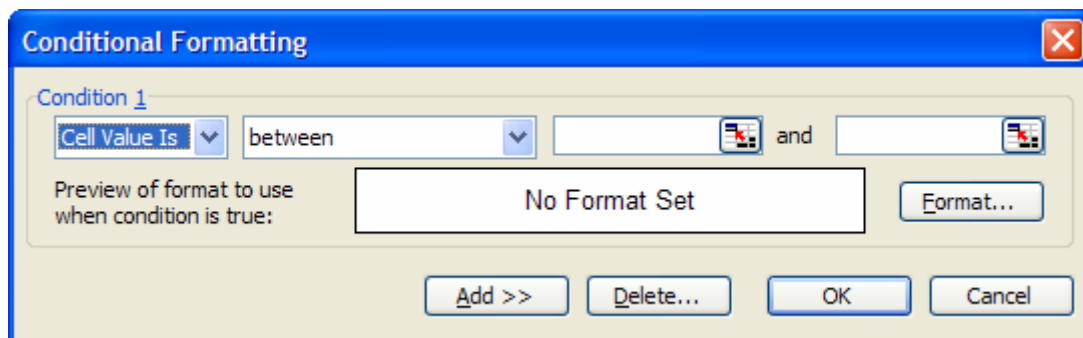 Conditional Formatting
Condition 1
Cell Value Is between and
Preview of format to use
when condition is true:
No Format Set
Format...
Add >> Delete... OK Cancel